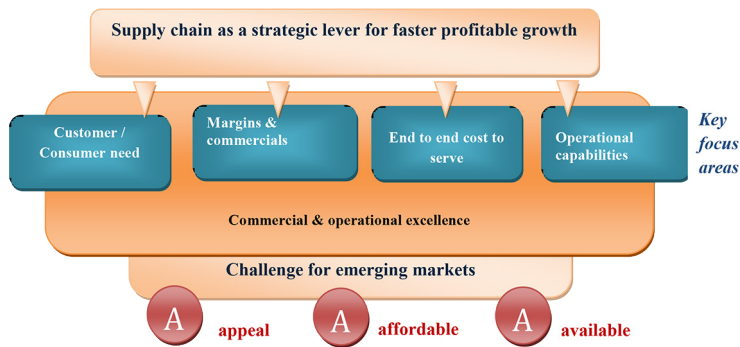 Supply chain as a strategic lever for faster profitable growth
Customer /
Consumer need
Margins &
commercials
End to end cost to
serve
Operational
capabilities
Key
focus
areas
Commercial & operational excellence
Challenge for emerging markets
A
appeal
A
affordable
A
available